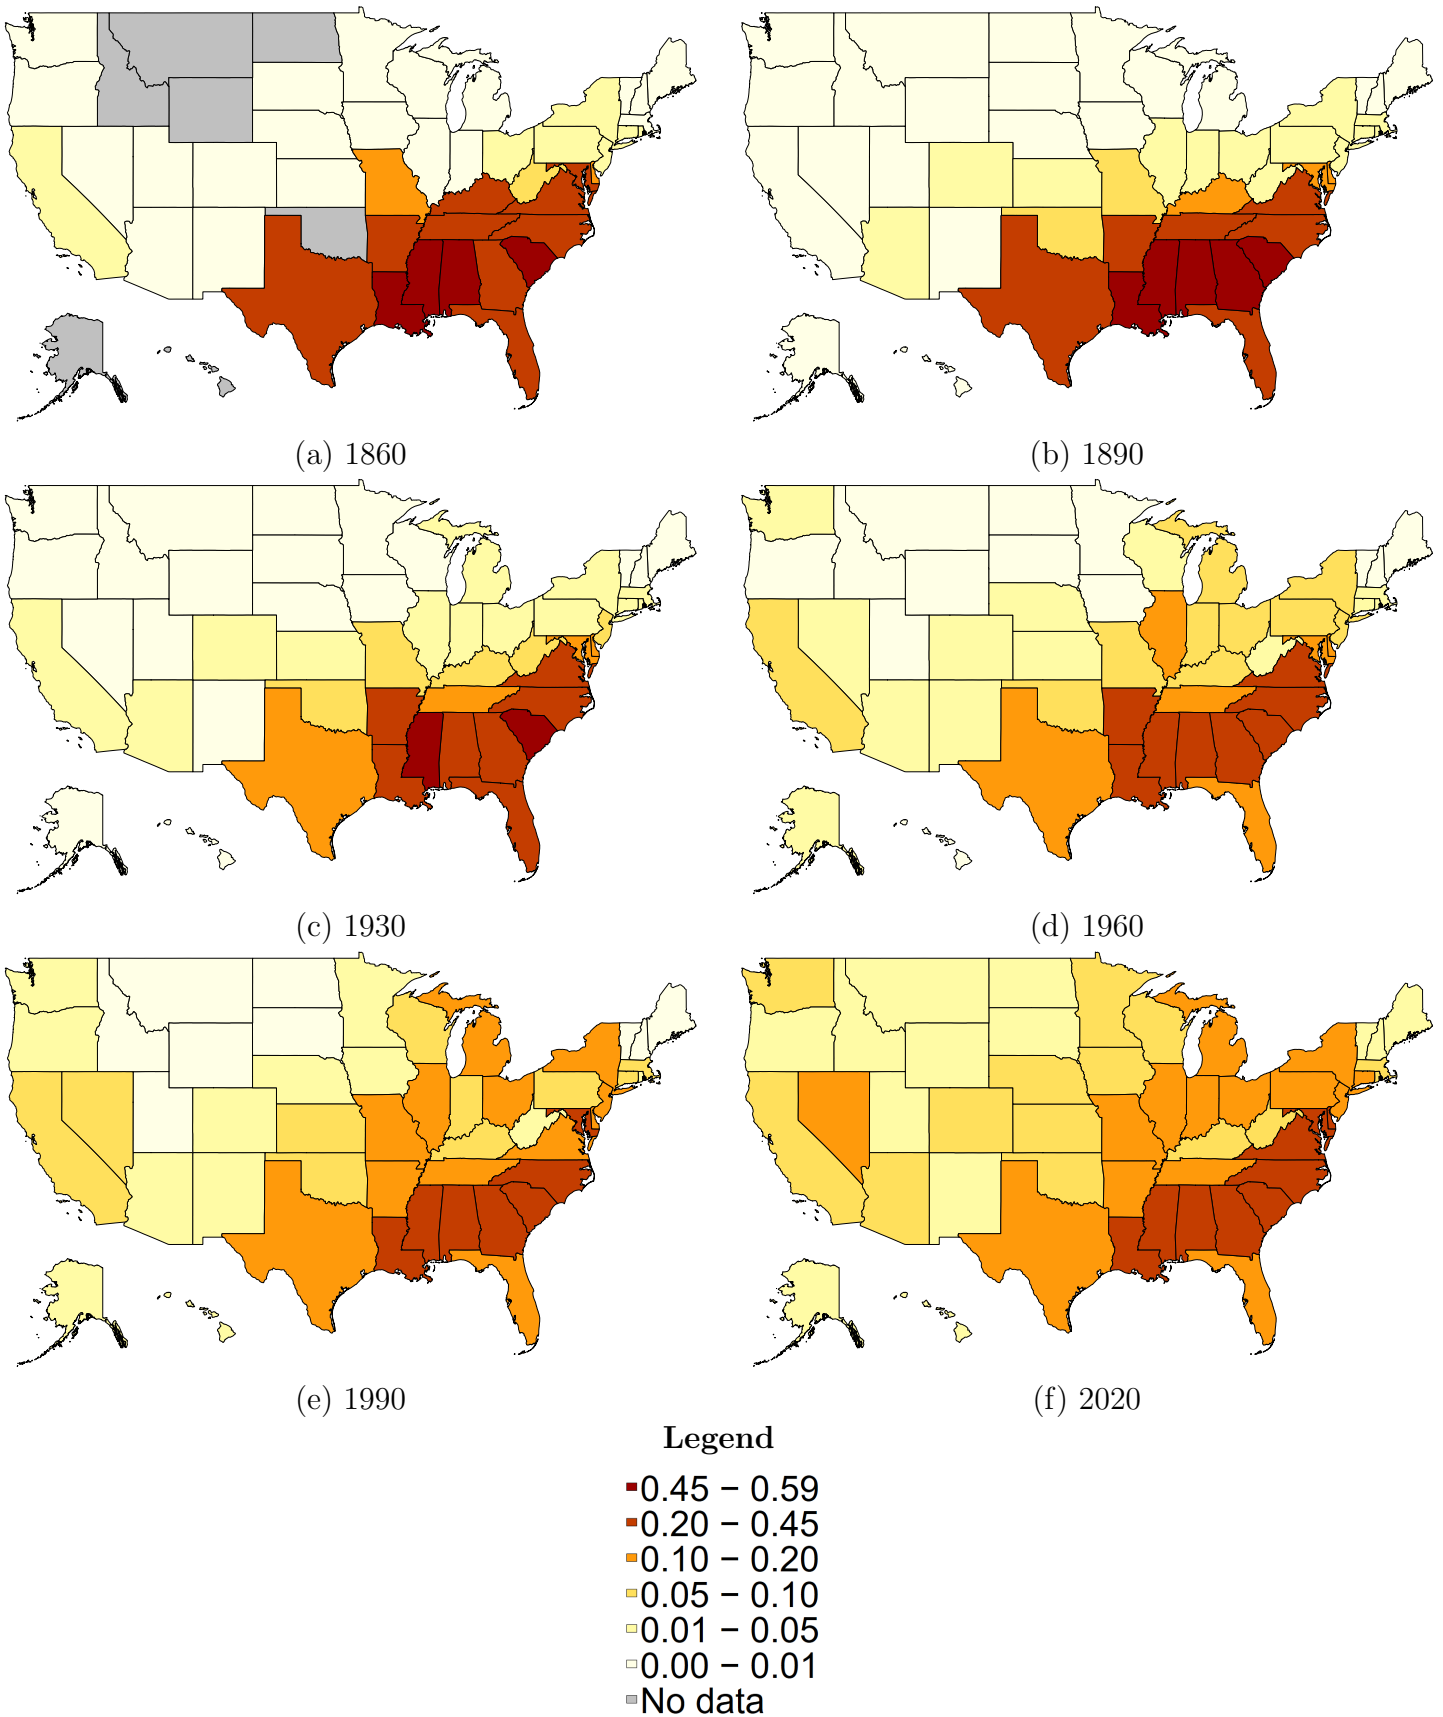 (a) 1860
(b) 1890
(c) 1930
(d) 1960
(e) 1990
(f) 2020
Legend
0.45 − 0.59
0.20 − 0.45
0.10 − 0.20
0.05 − 0.10
0.01 − 0.05
0.00 − 0.01
No data